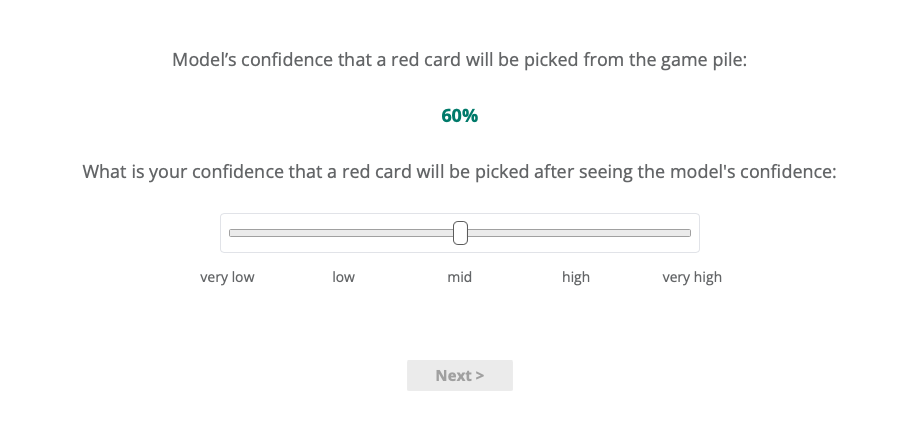 Model’s confidence that a red card will be picked from the game pile:
60%
What is your confidence that a red card will be picked after seeing the model's confidence:
very low low mid high very high
Next >